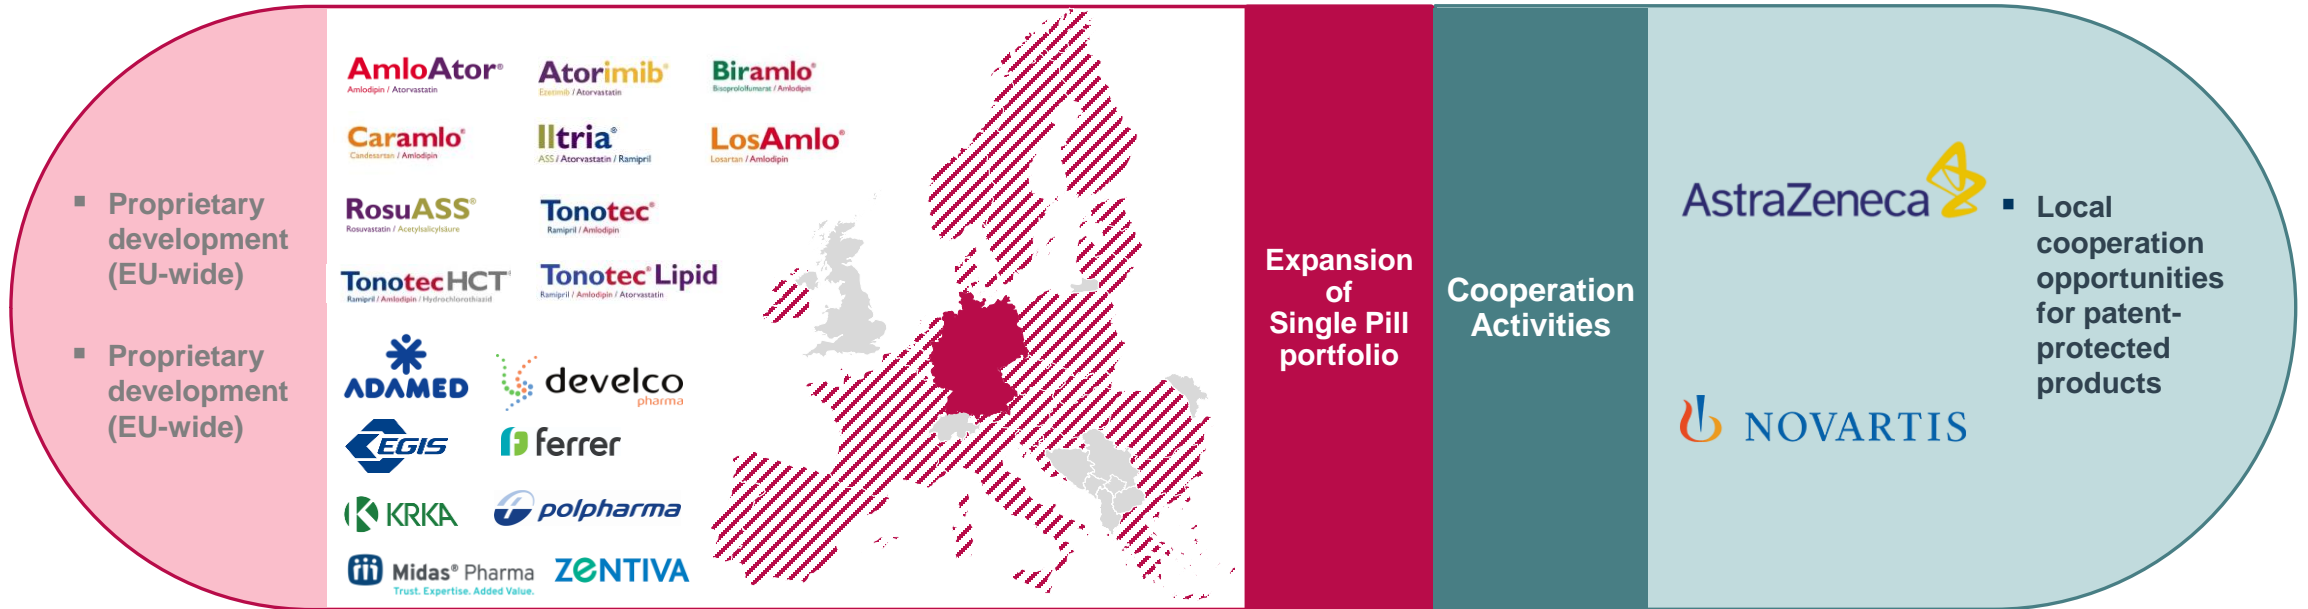 ▪ Proprietary
development
(EU-wide)
▪ Proprietary
development
(EU-wide)
AmloAtor®
Amlodipin / Atorvastatin
Atorimib®
Ezetimib / Atorvastatin
Biramlo®
Bisoprololfumarat / Amlodipin
Caramlo®
Candesartan / Amlodipin
Iltria®
ASS / Atorvastatin / Ramipril
LosAmlo®
Losartan / Amlodipin
RosuASS®
Rosuvastatin / Acetylsalicylsäure
Tonotec®
Ramipril / Amlodipin
Tonotec HCT®
Ramipril / Amlodipin / Hydrochlorothiazid
Tonotec® Lipid
Ramipril / Amlodipin / Atorvastatin
ADAMED
develco
pharma
EGIS
ferrer
KRKA
polpharma
Midas® Pharma
Trust. Expertise. Added Value.
ZENTIVA
Expansion
of
Single Pill
portfolio
Cooperation
Activities
AstraZeneca
NOVARTIS
▪ Local
cooperation
opportunities
for patent-
protected
products